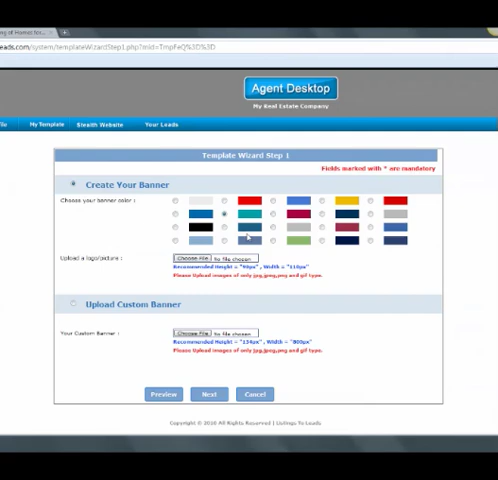 leads.com/system/templateWizardStep1.php?mid=TmpFeQ%3D%3D
Agent Desktop
My Real Estate Company
My Template Stealth Website Your Leads
Template Wizard Step 1
Fields marked with * are mandatory
Create Your Banner
Choose your banner color :
Upload a logo/picture : Choose File No file chosen
Recommended Height = "90px" , Width = "110px"
Please Upload images of only jpg,jpeg,png and gif type.
Upload Custom Banner
Your Custom Banner : Choose File No file chosen
Recommended Height = "134px" , Width = "800px"
Please Upload images of only jpg,jpeg,png and gif type.
Preview Next Cancel
Copyright © 2010 All Rights Reserved | Listings To Leads